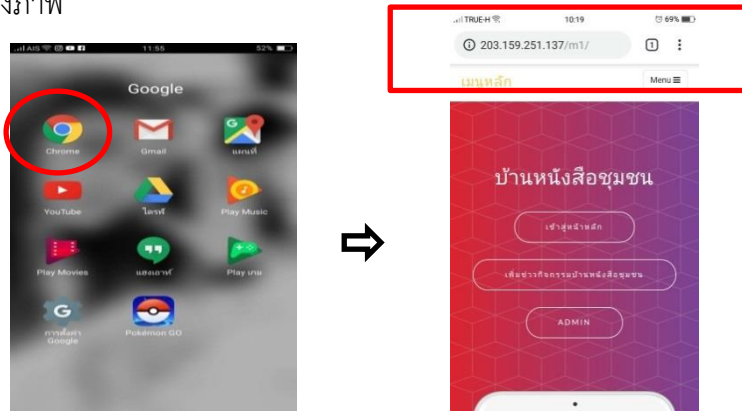 งภาพ
AIS 11:55 52%
Google
Chrome
Gmail
แผนที่
YouTube
ไดรฟ์
Play Music
Play Movies
แฮงเอาท์
Play เกม
การตั้งค่า
Google
Pokémon GO
TRUE-H 10:19 69%
203.159.251.137/m1/ 1
เมนูหลัก Menu
บ้านหนังสือชุมชน
เข้าสู่หน้าหลัก
เพิ่มข่าวกิจกรรมบ้านหนังสือชุมชน
ADMIN